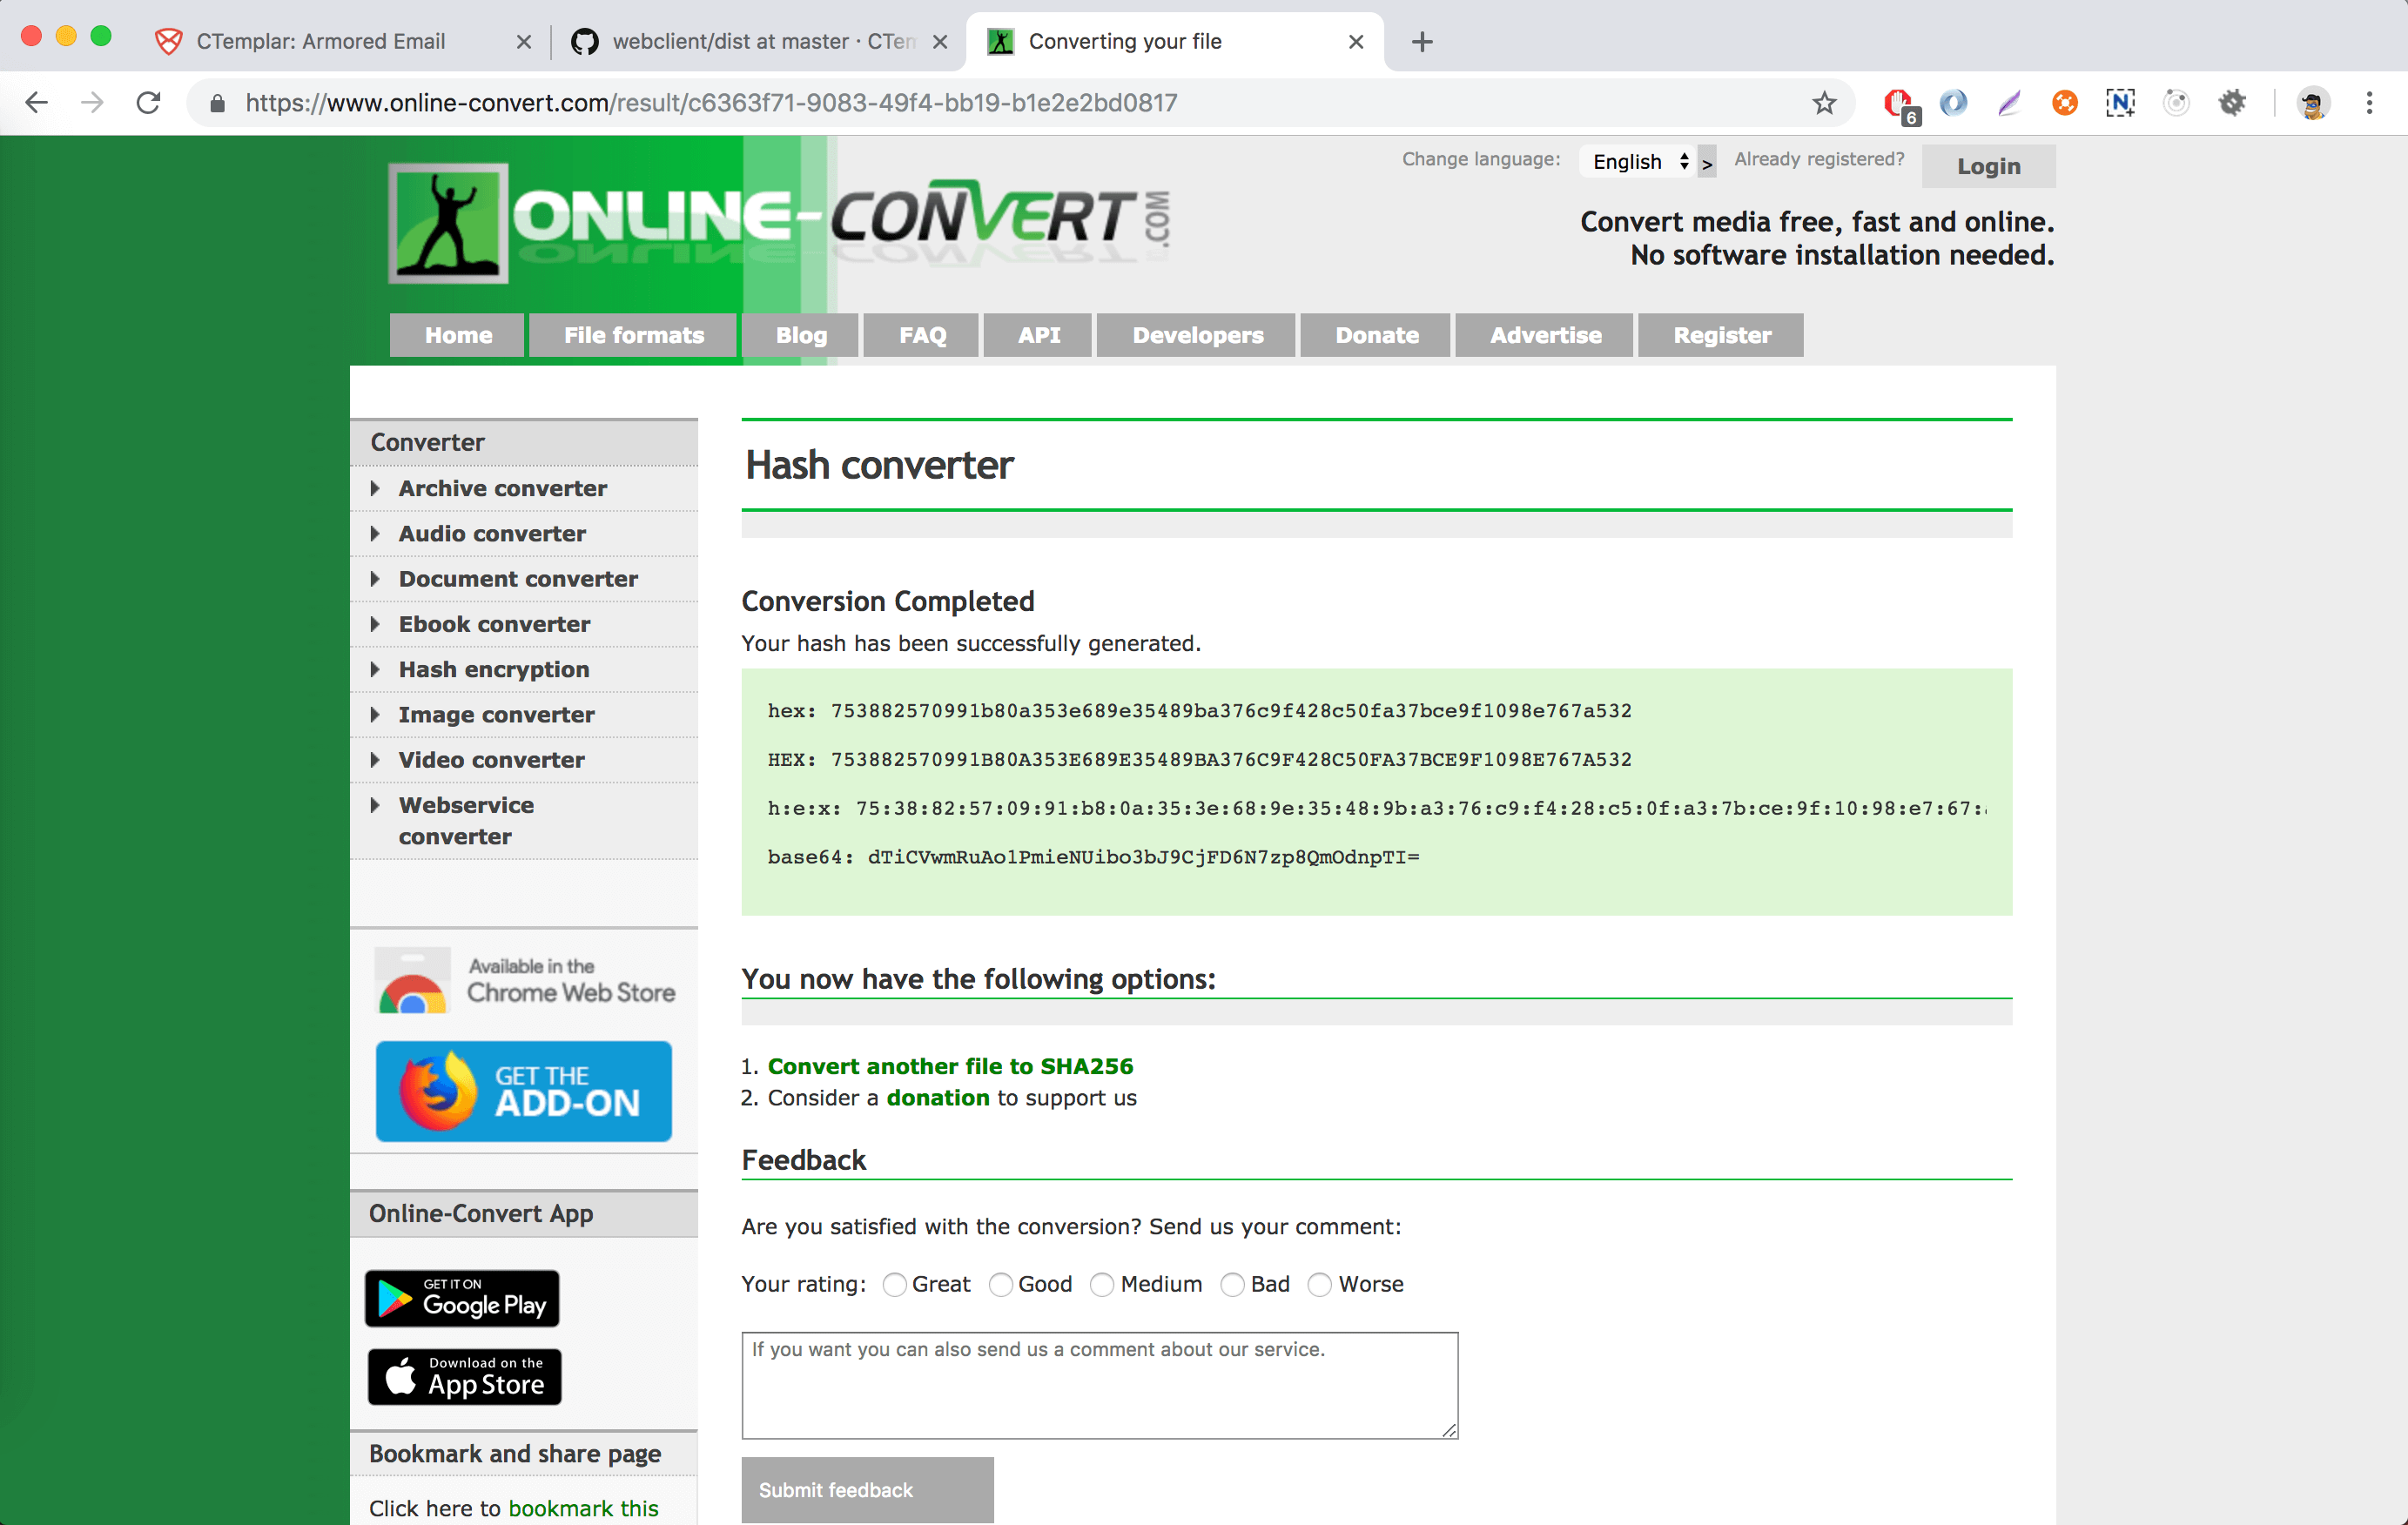 CTemplar: Armored Email
webclient/dist at master · CTem
Converting your file
https://www.online-convert.com/result/c6363f71-9083-49f4-bb19-b1e2e2bd0817
6
ONLINE-CONVERT.COM
Change language:
English
>
Already registered?
Login
Convert media free, fast and online.
No software installation needed.
Home
File formats
Blog
FAQ
API
Developers
Donate
Advertise
Register
Converter
Archive converter
Audio converter
Document converter
Ebook converter
Hash encryption
Image converter
Video converter
Webservice
converter
Available in the
Chrome Web Store
GET THE
ADD-ON
Online-Convert App
GET IT ON
Google Play
Download on the
App Store
Bookmark and share page
Click here to bookmark this
Hash converter
Conversion Completed
Your hash has been successfully generated.
hex: 753882570991b80a353e689e35489ba376c9f428c50fa37bce9f1098e767a532
HEX: 753882570991B80A353E689E35489BA376C9F428C50FA37BCE9F1098E767A532
h:e:x: 75:38:82:57:09:91:b8:0a:35:3e:68:9e:35:48:9b:a3:76:c9:f4:28:c5:0f:a3:7b:ce:9f:10:98:e7:67:
base64: dTiCVwmRuAo1PmieNUibo3bJ9CjFD6N7zp8QmOdnpTI=
You now have the following options:
1. Convert another file to SHA256
2. Consider a donation to support us
Feedback
Are you satisfied with the conversion? Send us your comment:
Your rating: Great Good Medium Bad Worse
If you want you can also send us a comment about our service.
Submit feedback